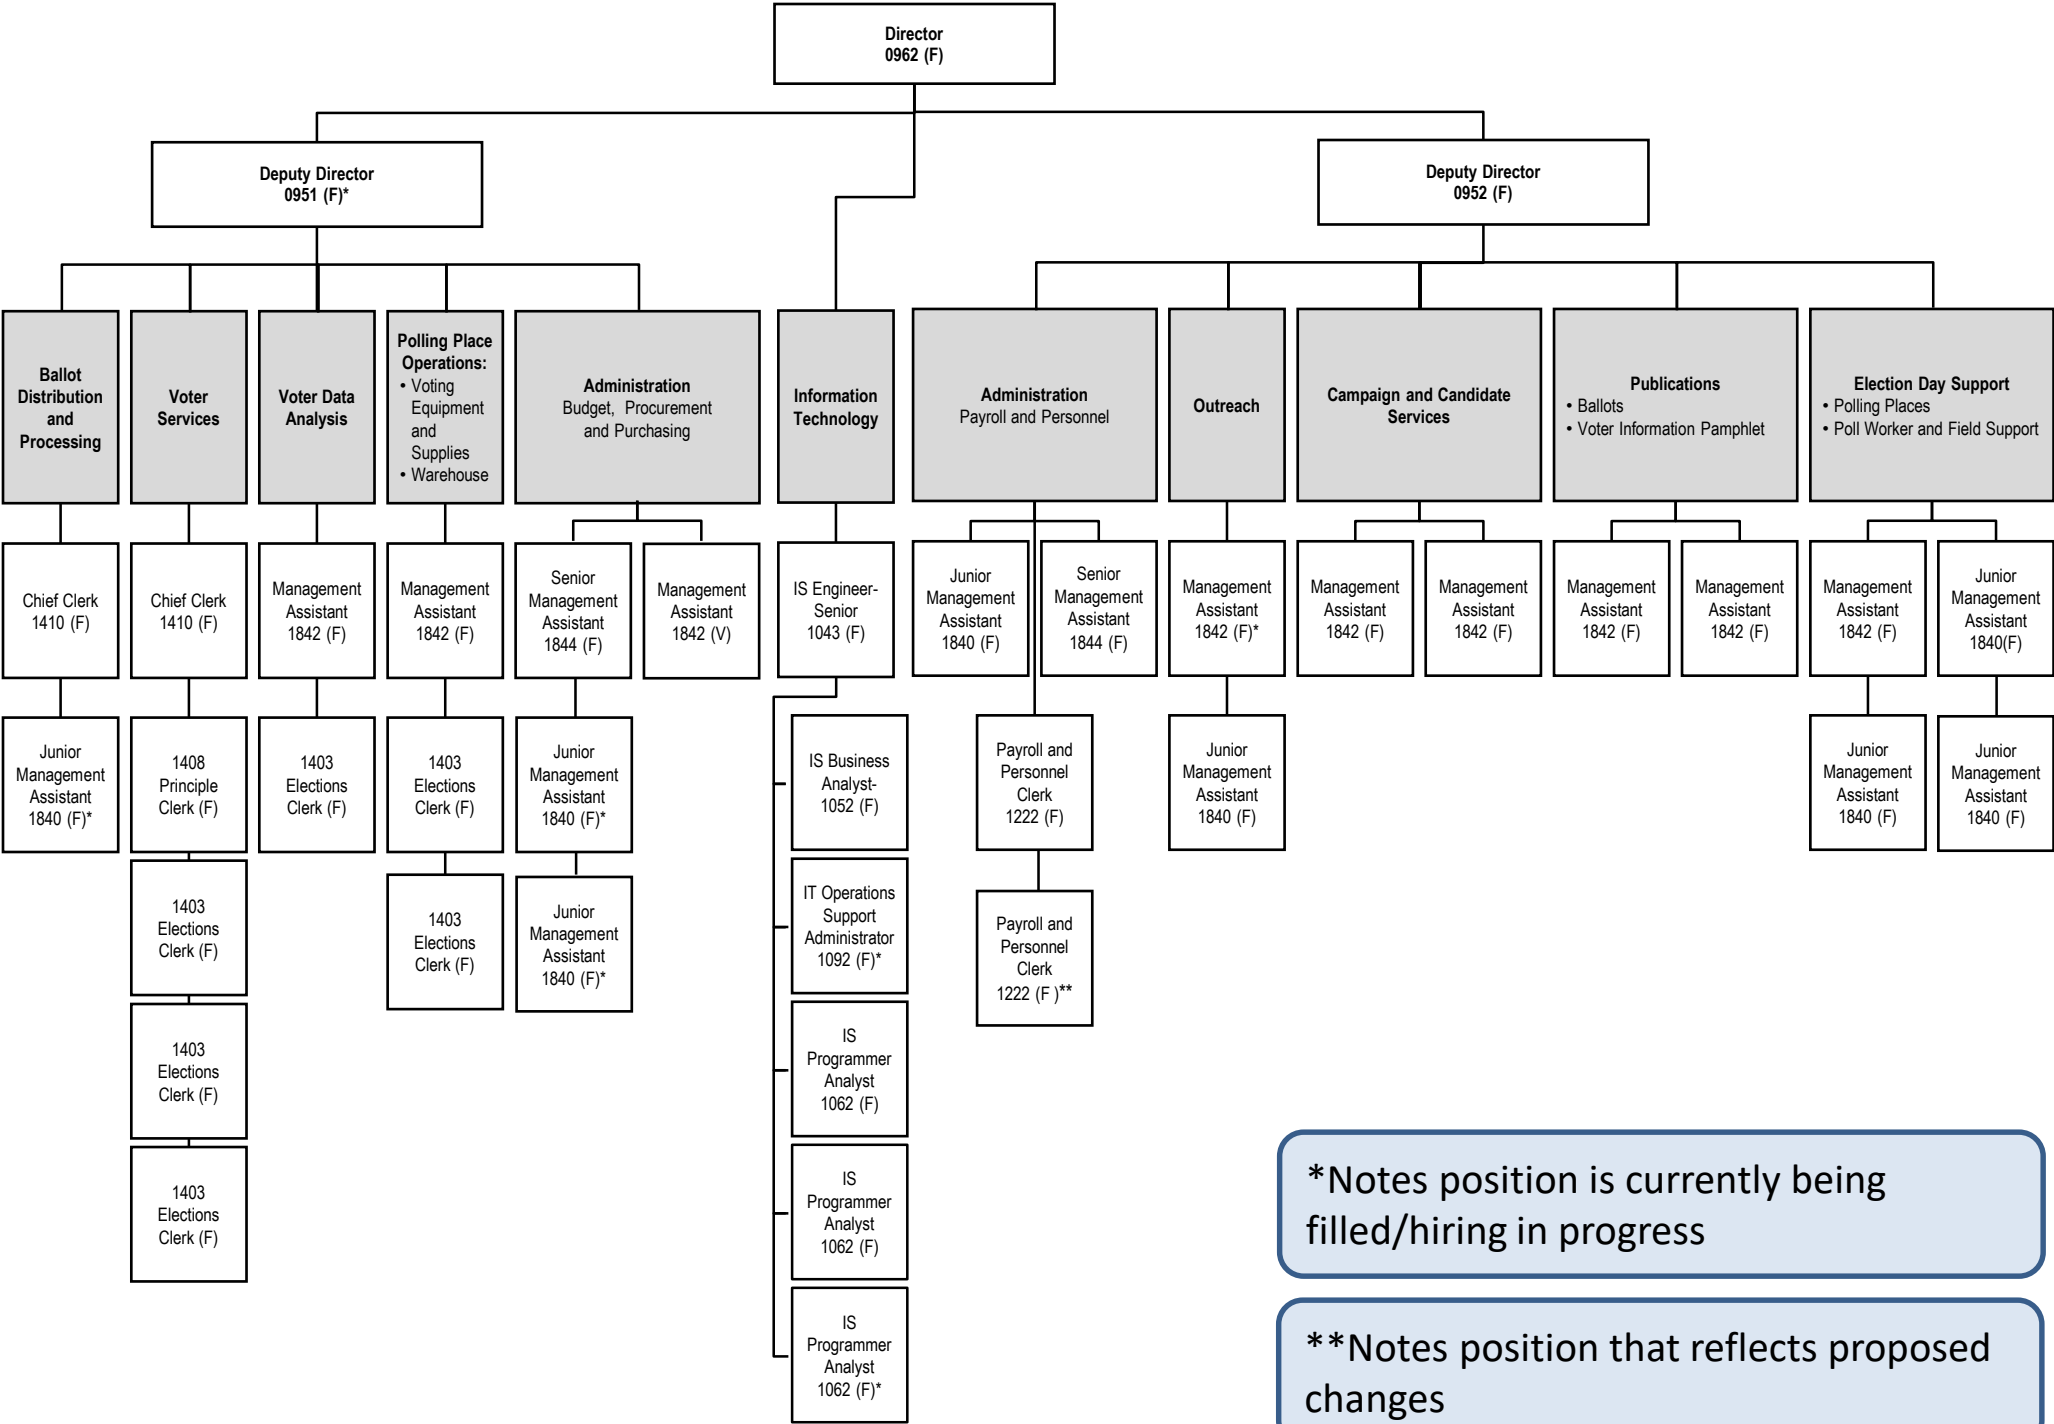 Director
0962 (F)
Deputy Director
0951 (F)*
Deputy Director
0952 (F)
Ballot
Distribution
and
Processing
Voter
Services
Voter Data
Analysis
Polling Place
Operations:
• Voting
Equipment
and
Supplies
• Warehouse
Administration
Budget, Procurement
and Purchasing
Information
Technology
Administration
Payroll and Personnel
Outreach
Campaign and Candidate
Services
Publications
• Ballots
• Voter Information Pamphlet
Election Day Support
• Polling Places
• Poll Worker and Field Support
Chief Clerk
1410 (F)
Chief Clerk
1410 (F)
Management
Assistant
1842 (F)
Management
Assistant
1842 (F)
Senior
Management
Assistant
1844 (F)
Management
Assistant
1842 (V)
IS Engineer-
Senior
1043 (F)
Junior
Management
Assistant
1840 (F)
Senior
Management
Assistant
1844 (F)
Management
Assistant
1842 (F)*
Management
Assistant
1842 (F)
Management
Assistant
1842 (F)
Management
Assistant
1842 (F)
Management
Assistant
1842 (F)
Management
Assistant
1842 (F)
Junior
Management
Assistant
1840(F)
Junior
Management
Assistant
1840 (F)*
1408
Principle
Clerk (F)
1403
Elections
Clerk (F)
1403
Elections
Clerk (F)
Junior
Management
Assistant
1840 (F)*
IS Business
Analyst-
1052 (F)
Payroll and
Personnel
Clerk
1222 (F)
Junior
Management
Assistant
1840 (F)
Junior
Management
Assistant
1840 (F)
Junior
Management
Assistant
1840 (F)
1403
Elections
Clerk (F)
1403
Elections
Clerk (F)
Junior
Management
Assistant
1840 (F)*
IT Operations
Support
Administrator
1092 (F)*
Payroll and
Personnel
Clerk
1222 (F )**
1403
Elections
Clerk (F)
IS
Programmer
Analyst
1062 (F)
1403
Elections
Clerk (F)
IS
Programmer
Analyst
1062 (F)
IS
Programmer
Analyst
1062 (F)*
*Notes position is currently being
filled/hiring in progress
**Notes position that reflects proposed
changes